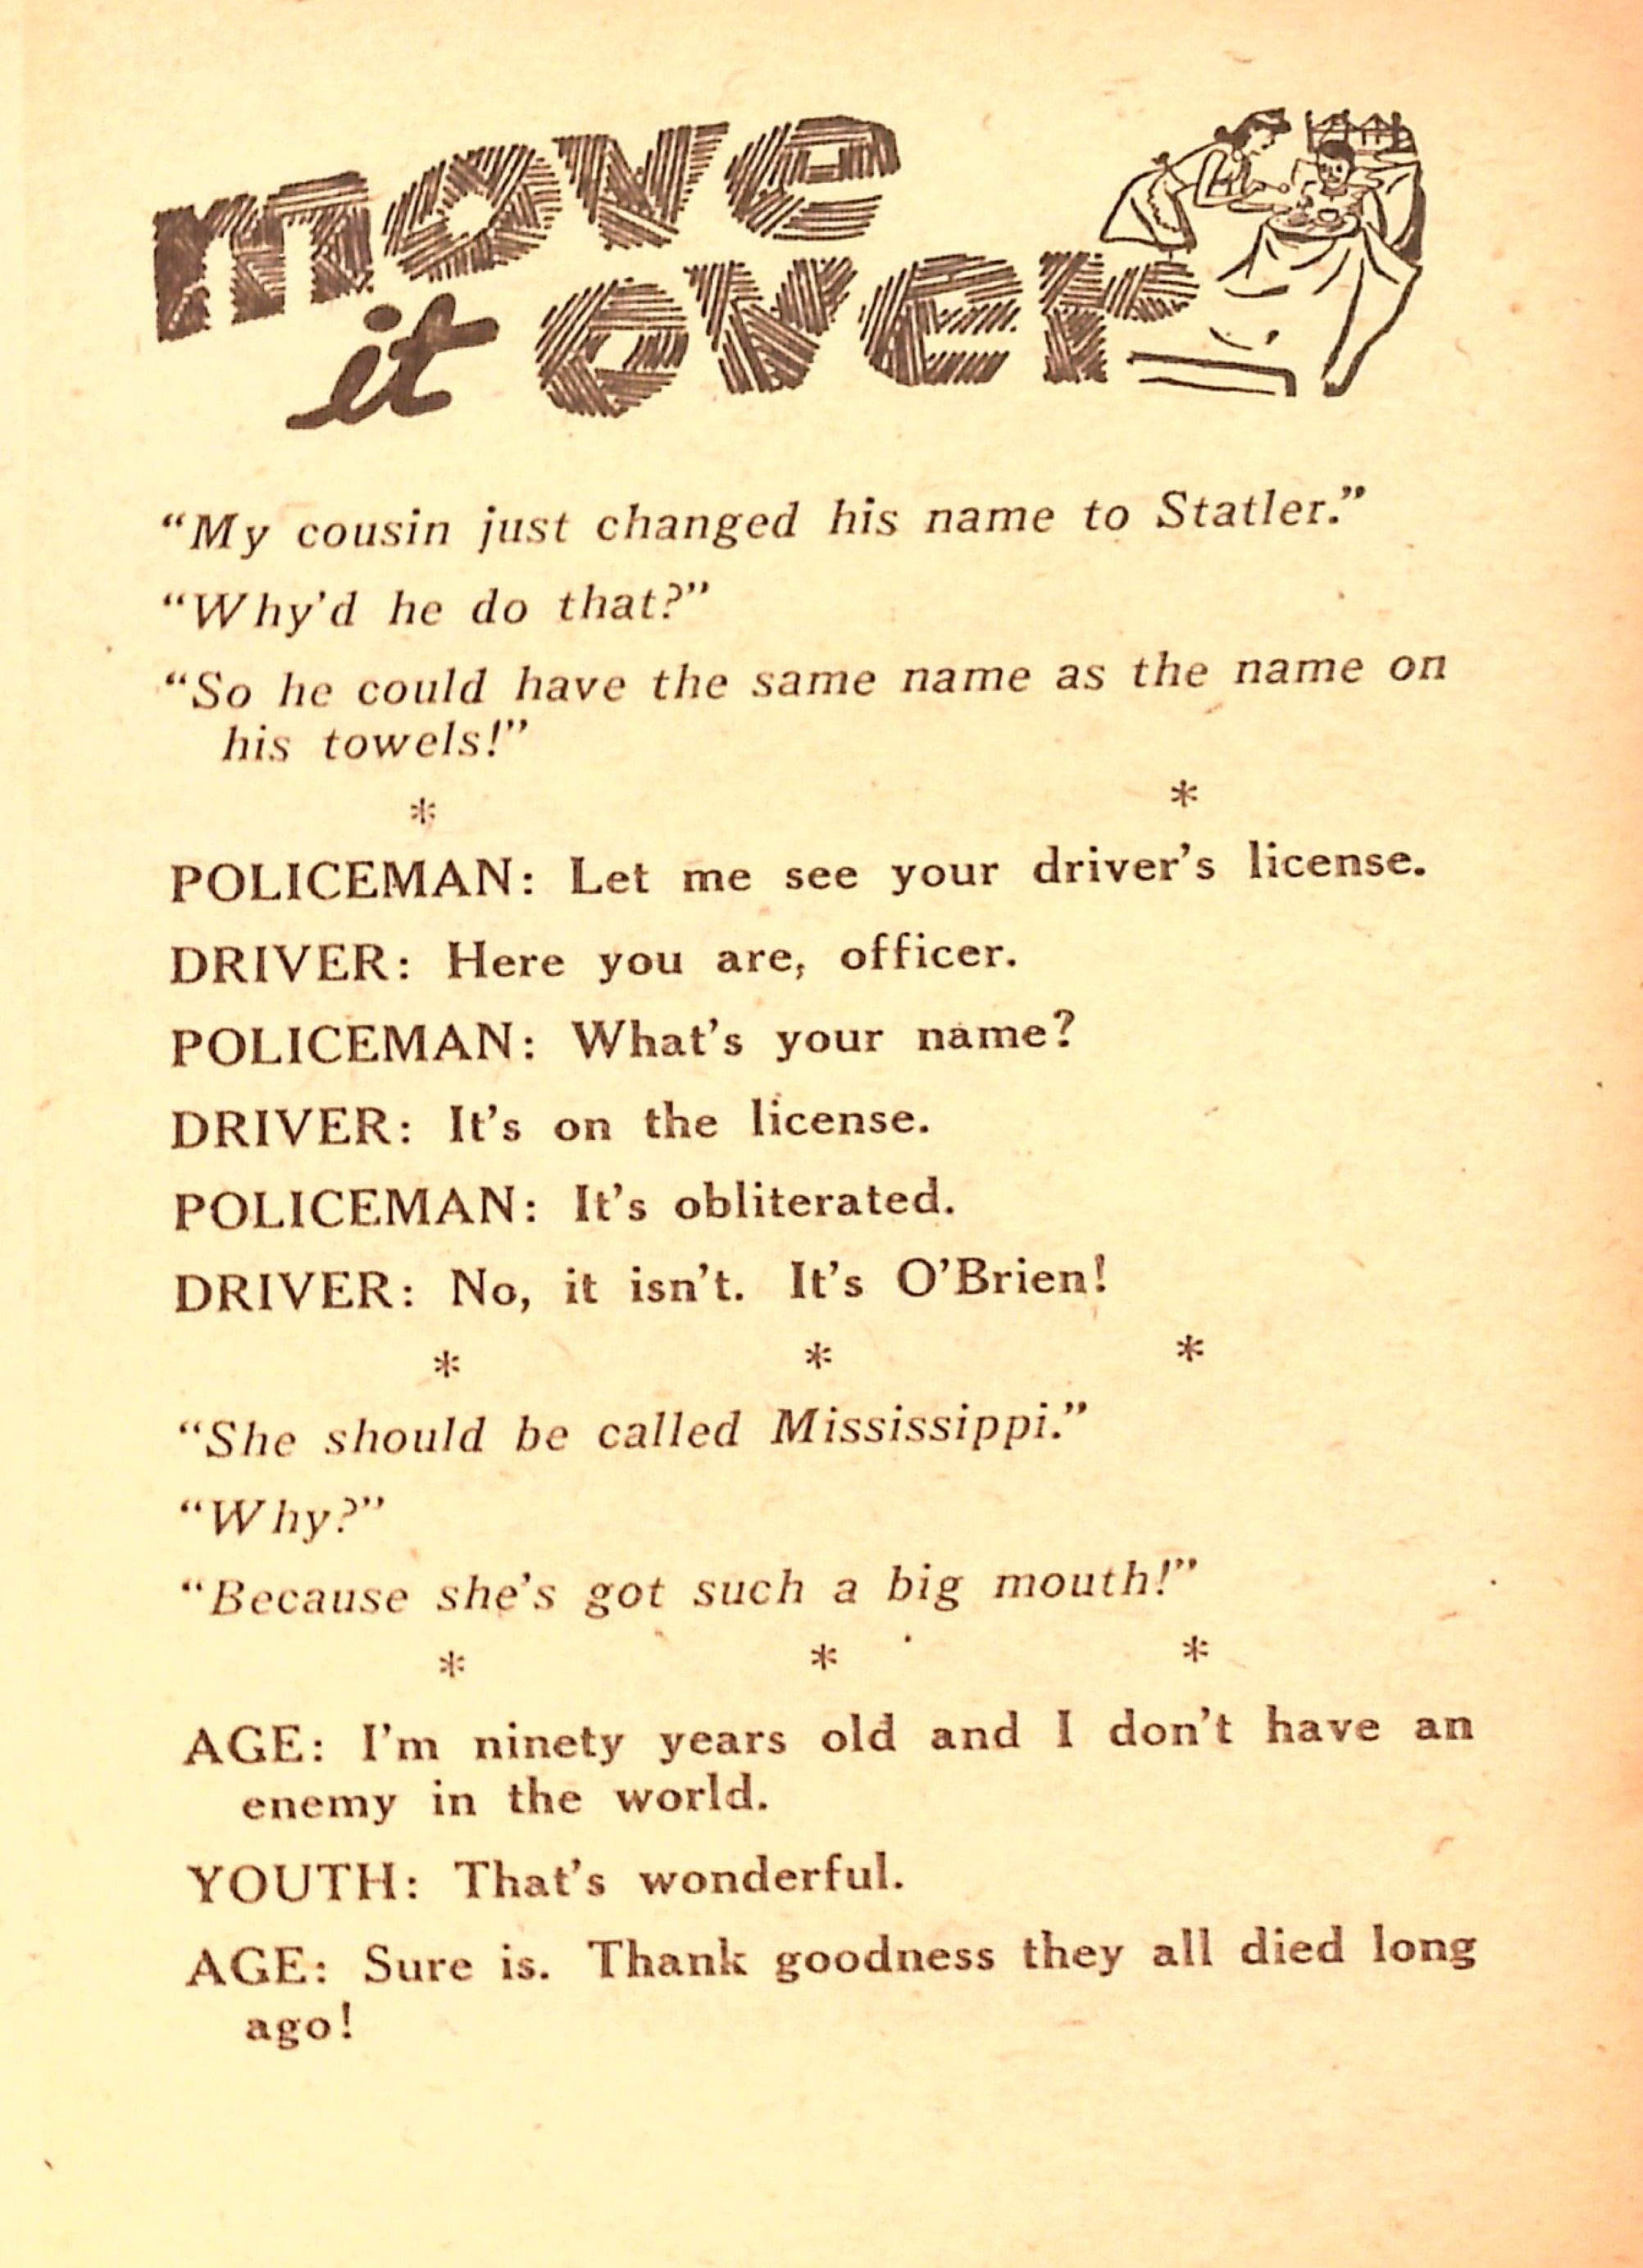 move
it over
“My cousin just changed his name to Statler.”
“Why’d he do that?”
“So he could have the same name as the name on
his towels!”
* *
POLICEMAN: Let me see your driver’s license.
DRIVER: Here you are, officer.
POLICEMAN: What’s your name?
DRIVER: It’s on the license.
POLICEMAN: It’s obliterated.
DRIVER: No, it isn’t. It’s O’Brien!
* * *
“She should be called Mississippi.”
“Why?”
“Because she’s got such a big mouth!”
* * *
AGE: I’m ninety years old and I don’t have an
enemy in the world.
YOUTH: That’s wonderful.
AGE: Sure is. Thank goodness they all died long
ago!